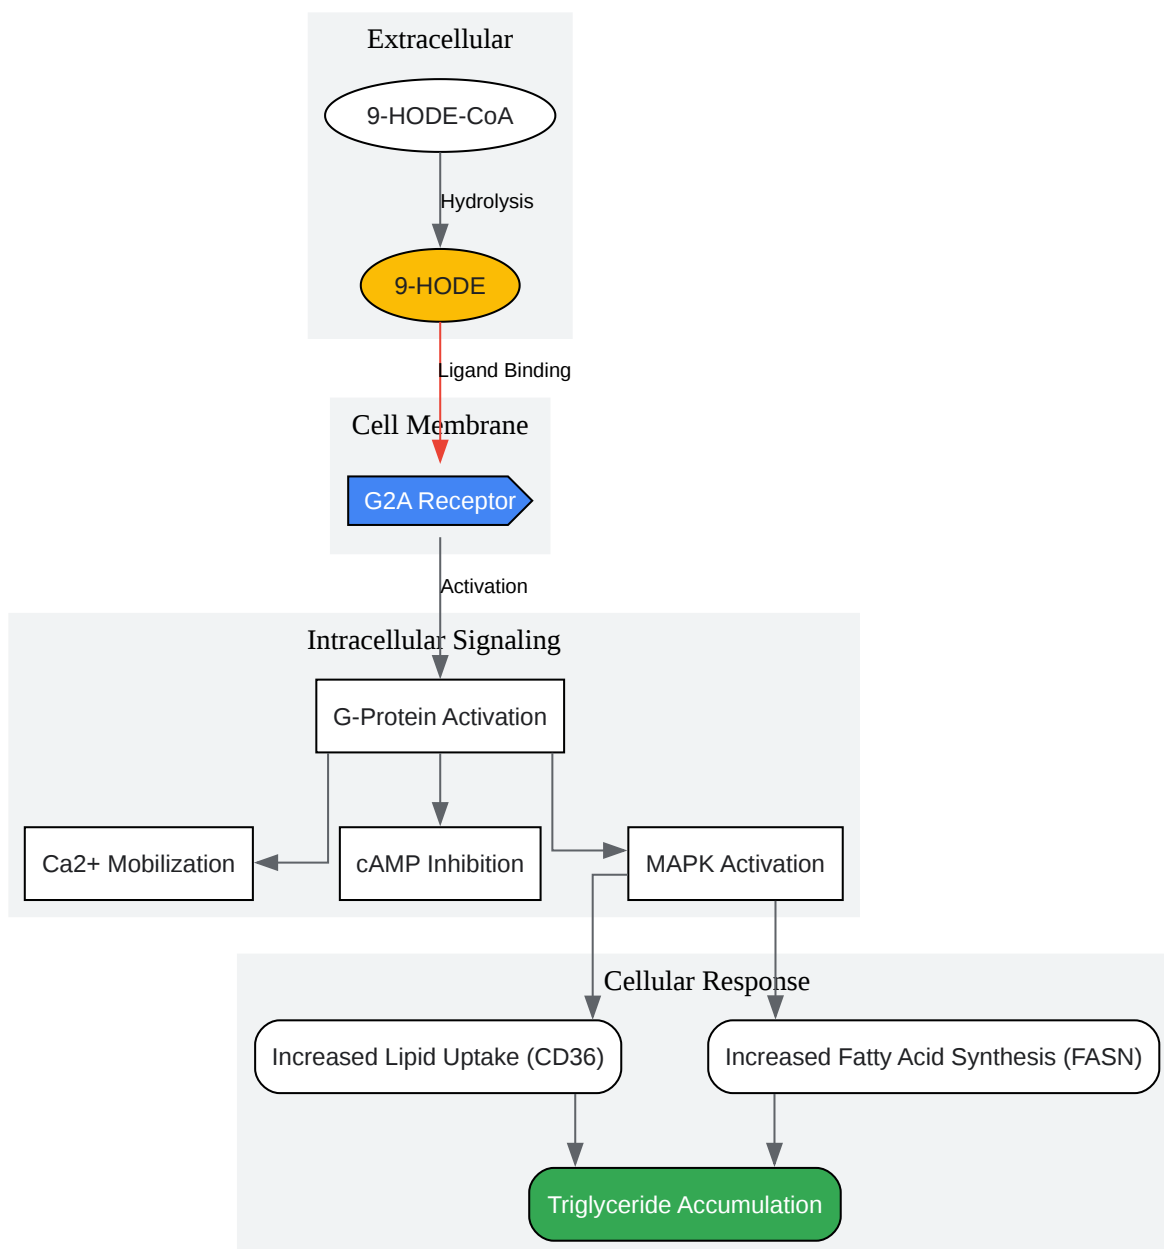 Extracellular
9-HODE-CoA
Hydrolysis
9-HODE
Ligand Binding
Cell Membrane
G2A Receptor
Activation
Intracellular Signaling
G-Protein Activation
Ca2+ Mobilization
cAMP Inhibition
MAPK Activation
Cellular Response
Increased Lipid Uptake (CD36)
Increased Fatty Acid Synthesis (FASN)
Triglyceride Accumulation